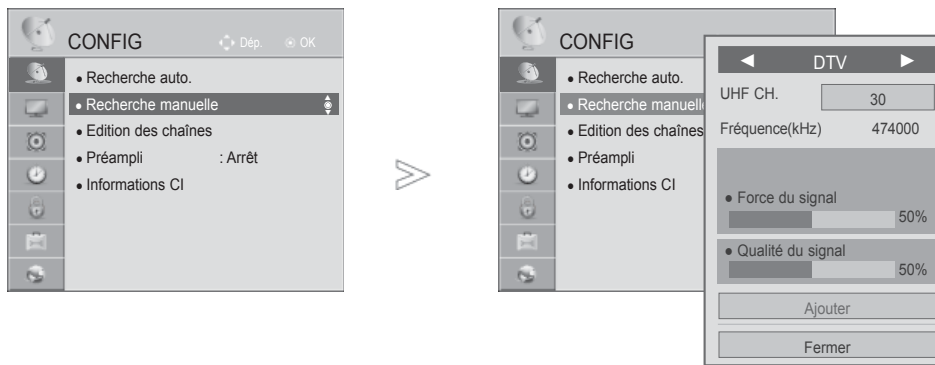 CONFIG
Dép. OK
• Recherche auto.
• Recherche manuelle
• Edition des chaînes
• Préampli : Arrêt
• Informations CI
CONFIG
• Recherche auto.
• Recherche manuell
• Edition des chaînes
• Préampli
• Informations CI
◄ DTV ►
UHF CH. 30
Fréquence(kHz) 474000
• Force du signal
50%
• Qualité du signal
50%
Ajouter
Fermer